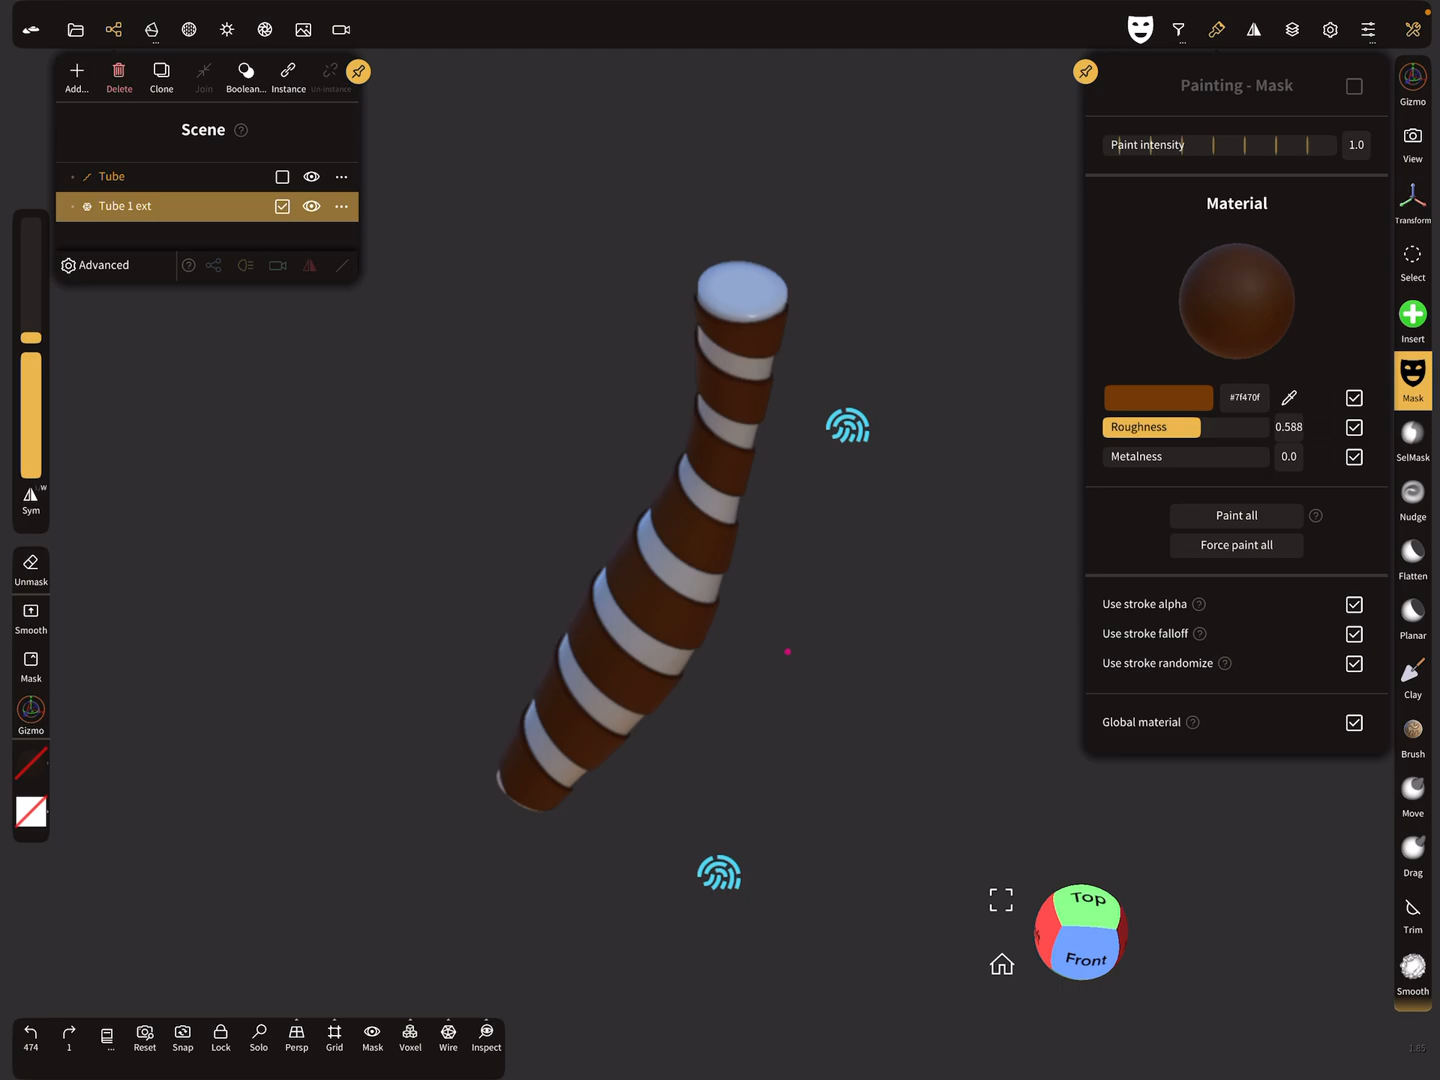 Add...
Delete
Clone
Join
Boolean...
Instance
Un-instance
Scene ?
Tube
Tube 1 ext
Advanced
?
Painting - Mask
Paint intensity 1.0
Material
#7f470f
Roughness 0.588
Metalness 0.0
Paint all ?
Force paint all
Use stroke alpha ?
Use stroke falloff ?
Use stroke randomize ?
Global material ?
Gizmo
View
Transform
Select
Insert
Mask
SelMask
Nudge
Flatten
Planar
Clay
Brush
Move
Drag
Trim
Smooth
W
Sym
Unmask
Smooth
Mask
Gizmo
Top
Front
474
1
...
Reset
Snap
Lock
Solo
Persp
Grid
Mask
Voxel
Wire
Inspect
1.85